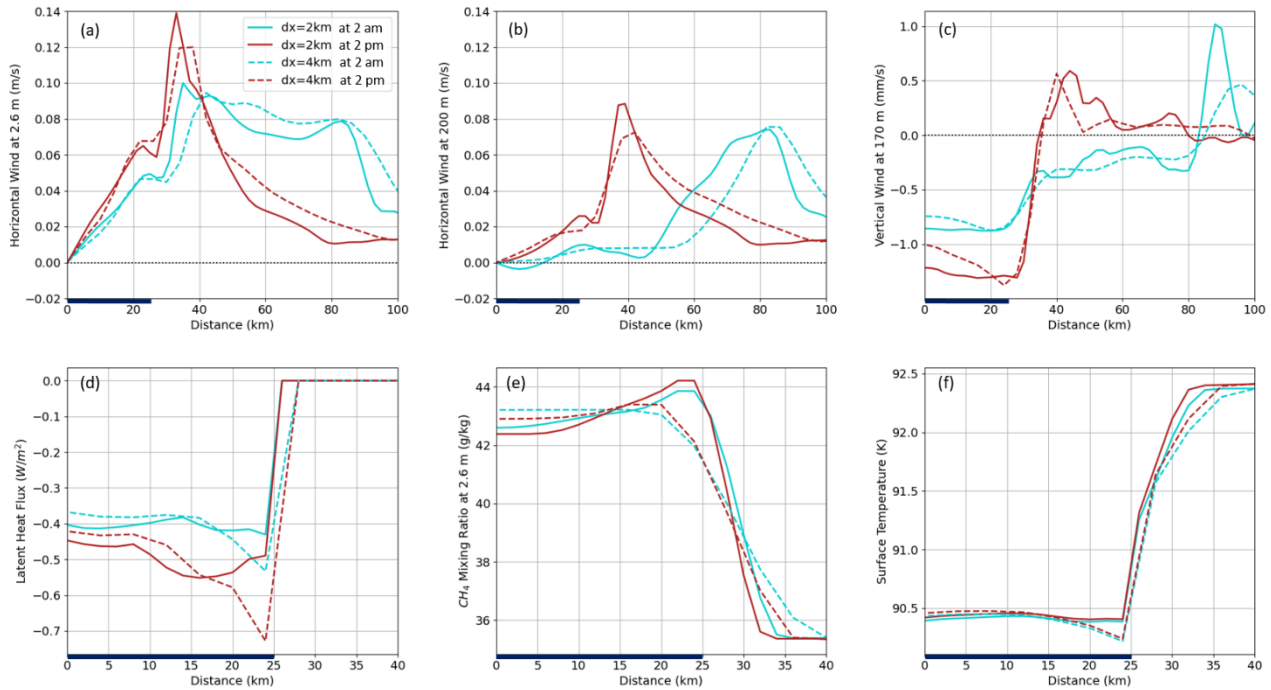 (a)
dx=2km at 2 am
dx=2km at 2 pm
dx=4km at 2 am
dx=4km at 2 pm
Horizontal Wind at 2.6 m (m/s)
0.14
0.12
0.10
0.08
0.06
0.04
0.02
0.00
−0.02
0 20 40 60 80 100
Distance (km)
(b)
Horizontal Wind at 200 m (m/s)
0.14
0.12
0.10
0.08
0.06
0.04
0.02
0.00
−0.02
0 20 40 60 80 100
Distance (km)
(c)
Vertical Wind at 170 m (mm/s)
1.0
0.5
0.0
−0.5
−1.0
0 20 40 60 80 100
Distance (km)
(d)
Latent Heat Flux (W/m²)
0.0
−0.1
−0.2
−0.3
−0.4
−0.5
−0.6
−0.7
0 5 10 15 20 25 30 35 40
Distance (km)
(e)
CH₄ Mixing Ratio at 2.6 m (g/kg)
44
42
40
38
36
0 5 10 15 20 25 30 35 40
Distance (km)
(f)
Surface Temperature (K)
92.5
92.0
91.5
91.0
90.5
0 5 10 15 20 25 30 35 40
Distance (km)